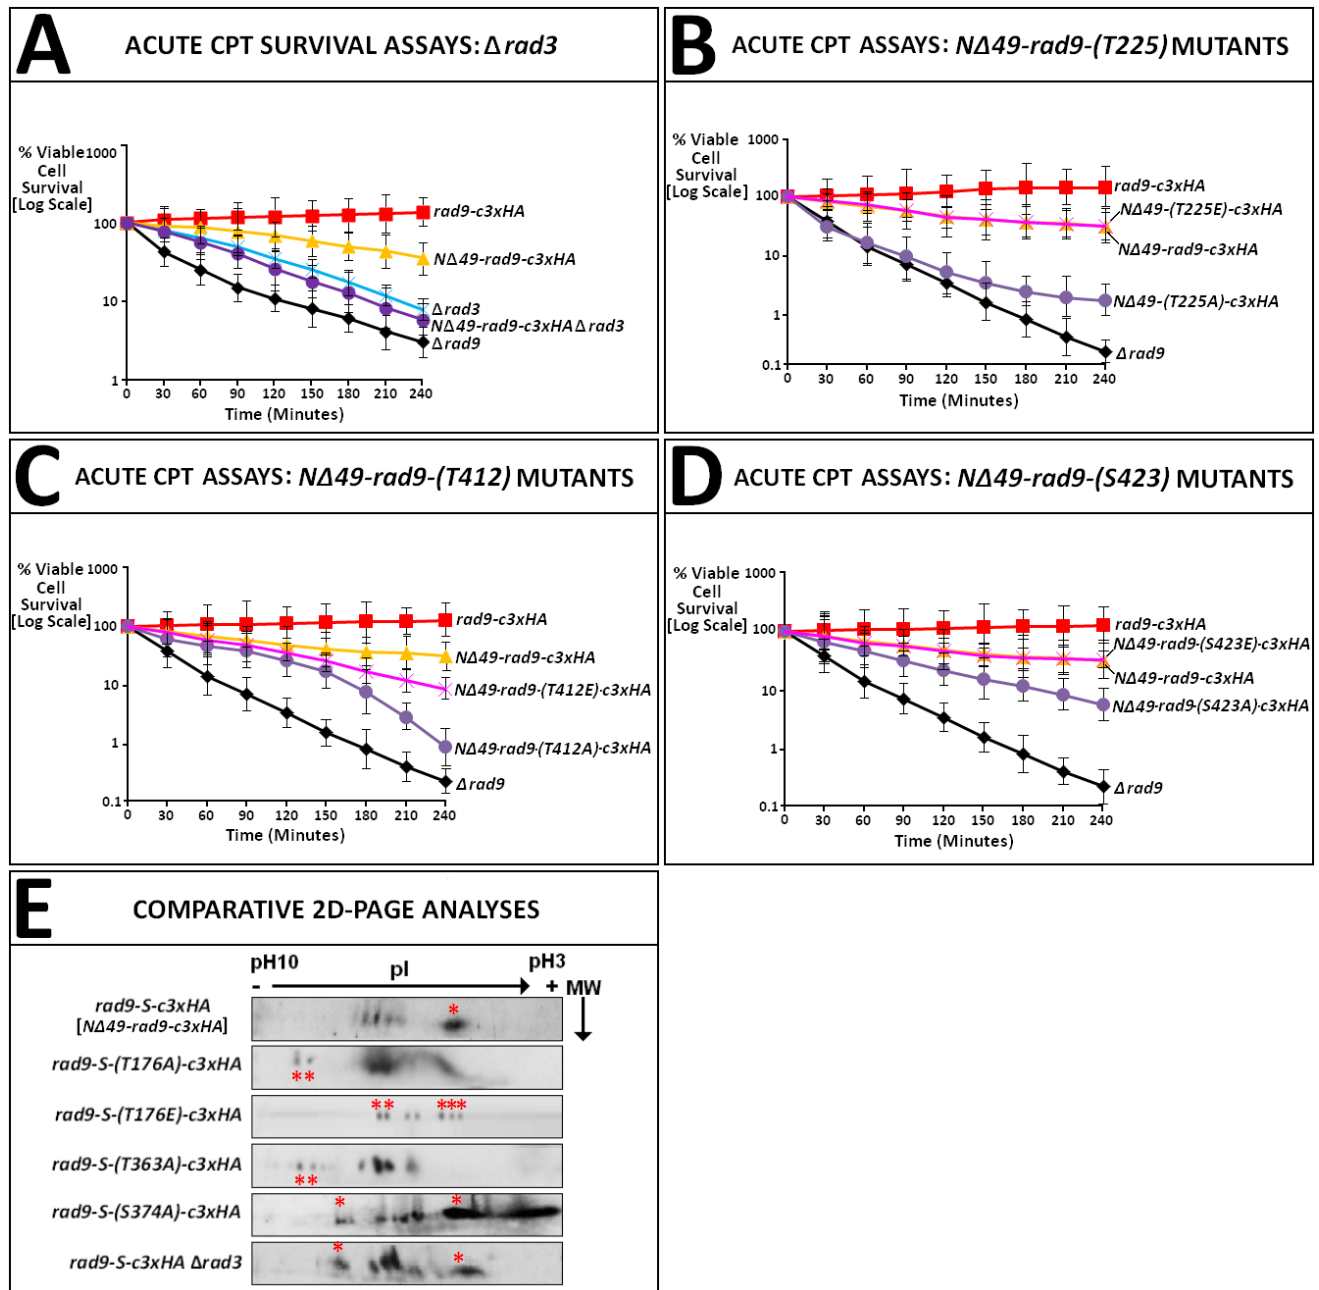 A ACUTE CPT SURVIVAL ASSAYS: Δrad3
% Viable
Cell
Survival
[Log Scale]
1000
100
10
1
0 30 60 90 120 150 180 210 240
Time (Minutes)
rad9-c3xHA
NΔ49-rad9-c3xHA
Δrad3
NΔ49-rad9-c3xHA Δrad3
Δrad9
B ACUTE CPT ASSAYS: NΔ49-rad9-(T225) MUTANTS
% Viable
Cell
Survival
[Log Scale]
1000
100
10
1
0.1
0 30 60 90 120 150 180 210 240
Time (Minutes)
rad9-c3xHA
NΔ49-(T225E)-c3xHA
NΔ49-rad9-c3xHA
NΔ49-(T225A)-c3xHA
Δrad9
C ACUTE CPT ASSAYS: NΔ49-rad9-(T412) MUTANTS
% Viable
Cell
Survival
[Log Scale]
1000
100
10
1
0.1
0 30 60 90 120 150 180 210 240
Time (Minutes)
rad9-c3xHA
NΔ49-rad9-c3xHA
NΔ49-rad9-(T412E)-c3xHA
NΔ49-rad9-(T412A)-c3xHA
Δrad9
D ACUTE CPT ASSAYS: NΔ49-rad9-(S423) MUTANTS
% Viable
Cell
Survival
[Log Scale]
1000
100
10
1
0.1
0 30 60 90 120 150 180 210 240
Time (Minutes)
rad9-c3xHA
NΔ49-rad9-(S423E)-c3xHA
NΔ49-rad9-c3xHA
NΔ49-rad9-(S423A)-c3xHA
Δrad9
E COMPARATIVE 2D-PAGE ANALYSES
pH10 pI pH3
- + MW
rad9-S-c3xHA *
[NΔ49-rad9-c3xHA]
rad9-S-(T176A)-c3xHA
**
** ***
rad9-S-(T176E)-c3xHA
rad9-S-(T363A)-c3xHA
**
* *
rad9-S-(S374A)-c3xHA
* *
rad9-S-c3xHA Δrad3